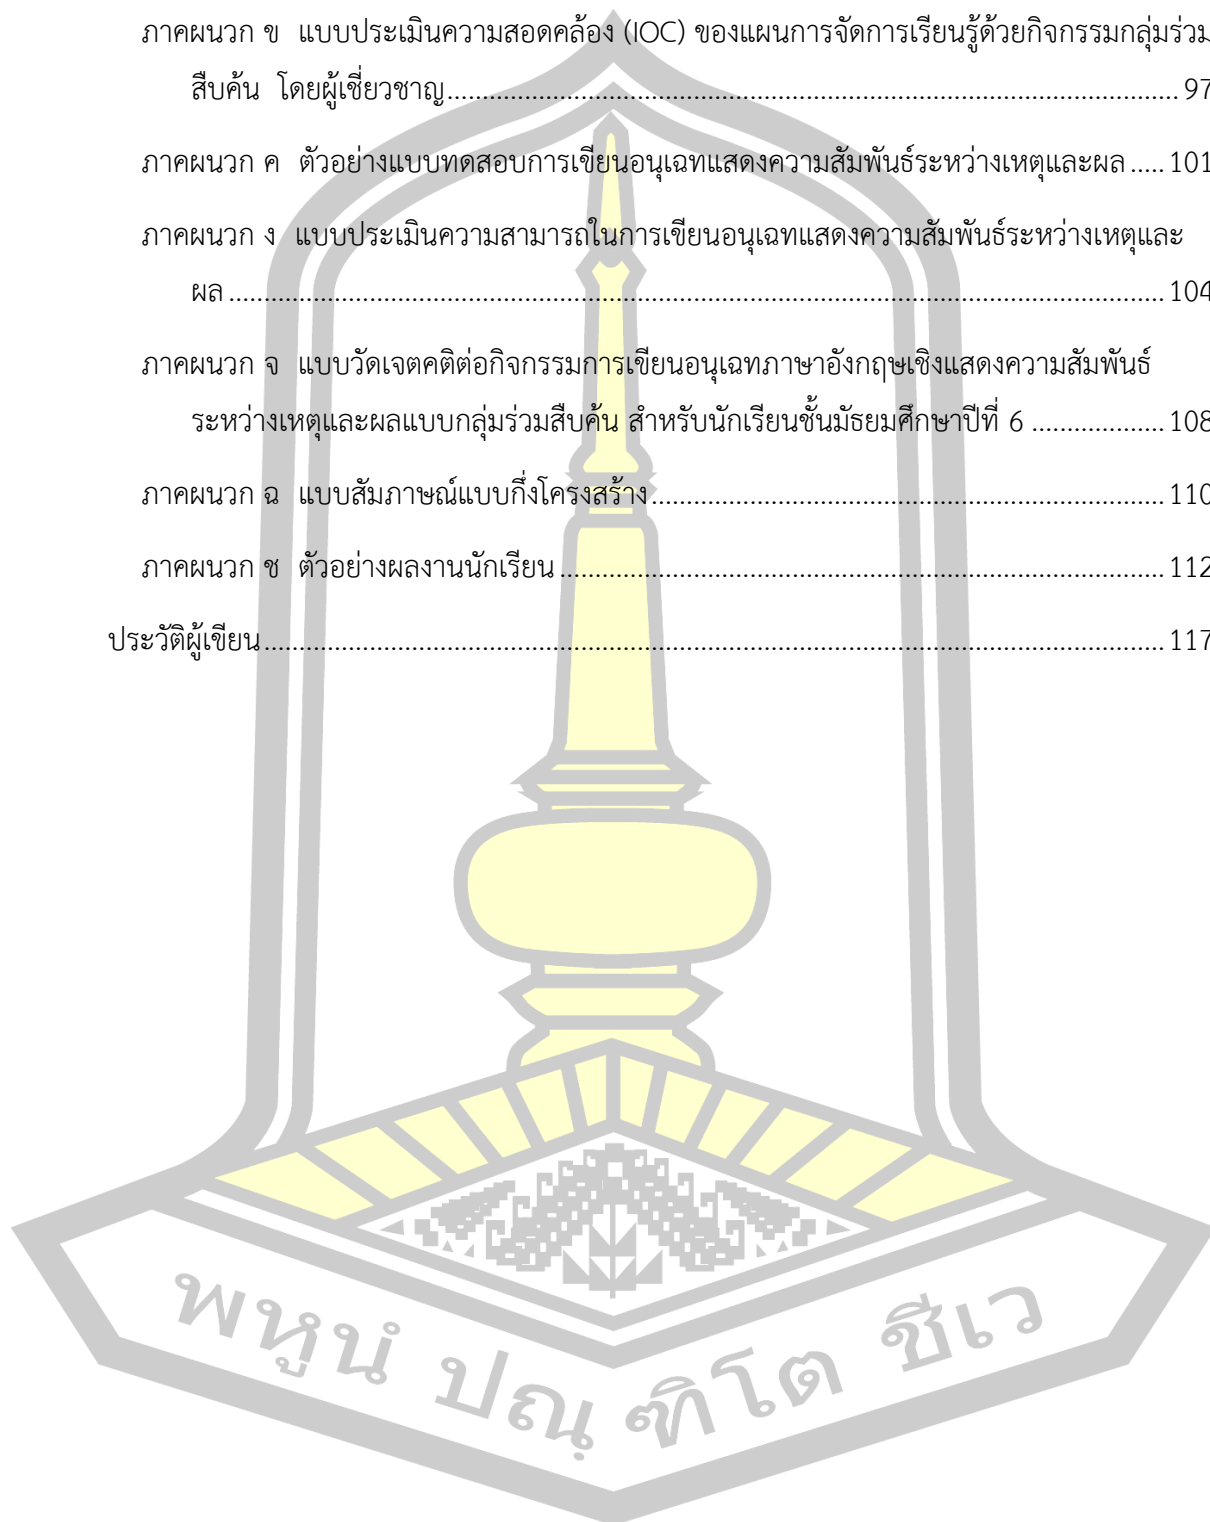 ภาคผนวก ข  แบบประเมินความสอดคล้อง (IOC) ของแผนการจัดการเรียนรู้ด้วยกิจกรรมกลุ่มร่วม
สืบค้น  โดยผู้เชี่ยวชาญ........................................................................................................... 97
ภาคผนวก ค  ตัวอย่างแบบทดสอบการเขียนอนุเฉทแสดงความสัมพันธ์ระหว่างเหตุและผล..... 101
ภาคผนวก ง  แบบประเมินความสามารถในการเขียนอนุเฉทแสดงความสัมพันธ์ระหว่างเหตุและ
ผล........................................................................................................................................ 104
ภาคผนวก จ  แบบวัดเจตคติต่อกิจกรรมการเขียนอนุเฉทภาษาอังกฤษเชิงแสดงความสัมพันธ์
ระหว่างเหตุและผลแบบกลุ่มร่วมสืบค้น สำหรับนักเรียนชั้นมัธยมศึกษาปีที่ 6 ................... 108
ภาคผนวก ฉ  แบบสัมภาษณ์แบบกึ่งโครงสร้าง.......................................................................... 110
ภาคผนวก ช  ตัวอย่างผลงานนักเรียน........................................................................................ 112
ประวัติผู้เขียน.................................................................................................................................. 117
พหูนํ ปณฺฑิโต ชีเว